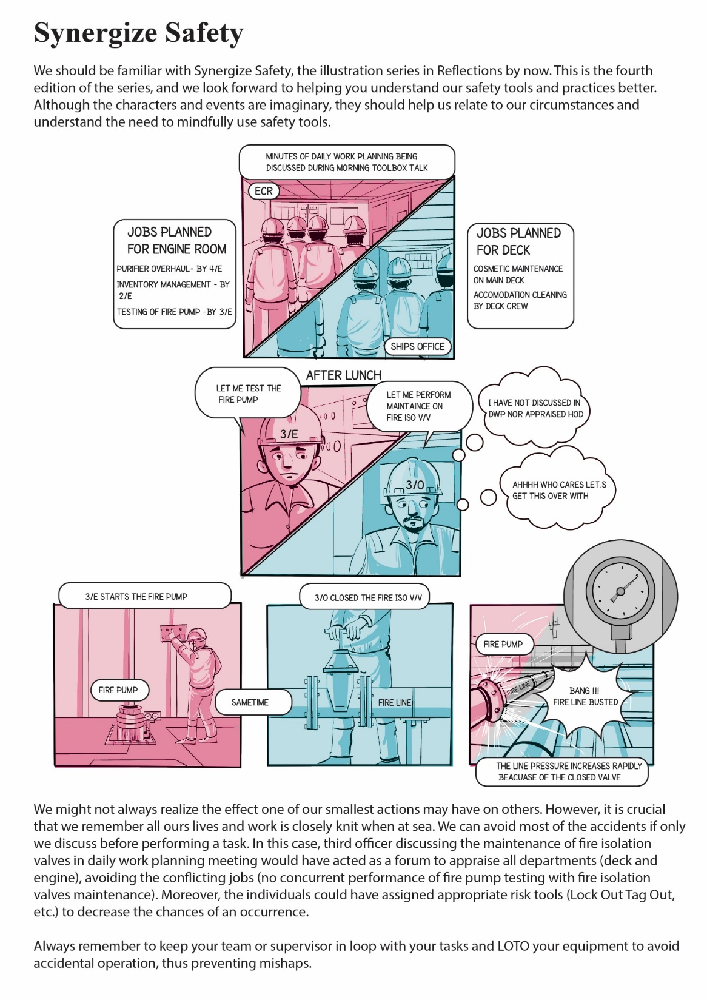 Synergize Safety
We should be familiar with Synergize Safety, the illustration series in Reflections by now. This is the fourth
edition of the series, and we look forward to helping you understand our safety tools and practices better.
Although the characters and events are imaginary, they should help us relate to our circumstances and
understand the need to mindfully use safety tools.
MINUTES OF DAILY WORK PLANNING BEING
DISCUSSED DURING MORNING TOOLBOX TALK
ECR
JOBS PLANNED
FOR ENGINE ROOM
PURIFIER OVERHAUL- BY 4/E
INVENTORY MANAGEMENT - BY
2/E
TESTING OF FIRE PUMP -BY 3/E
JOBS PLANNED
FOR DECK
COSMETIC MAINTENANCE
ON MAIN DECK
ACCOMODATION CLEANING
BY DECK CREW
SHIPS OFFICE
AFTER LUNCH
LET ME TEST THE
FIRE PUMP
3/E
LET ME PERFORM
MAINTAINCE ON
FIRE ISO V/V
3/O
I HAVE NOT DISCUSSED IN
DWP NOR APPRAISED HOD
AHHHH WHO CARES LET,S
GET THIS OVER WITH
3/E STARTS THE FIRE PUMP
FIRE PUMP
SAMETIME
3/O CLOSED THE FIRE ISO V/V
FIRE LINE
FIRE PUMP
FIRE LINE
BANG !!!
FIRE LINE BUSTED
THE LINE PRESSURE INCREASES RAPIDLY
BEACUASE OF THE CLOSED VALVE
We might not always realize the effect one of our smallest actions may have on others. However, it is crucial
that we remember all ours lives and work is closely knit when at sea. We can avoid most of the accidents if only
we discuss before performing a task. In this case, third officer discussing the maintenance of fire isolation
valves in daily work planning meeting would have acted as a forum to appraise all departments (deck and
engine), avoiding the conflicting jobs (no concurrent performance of fire pump testing with fire isolation
valves maintenance). Moreover, the individuals could have assigned appropriate risk tools (Lock Out Tag Out,
etc.) to decrease the chances of an occurrence.
Always remember to keep your team or supervisor in loop with your tasks and LOTO your equipment to avoid
accidental operation, thus preventing mishaps.